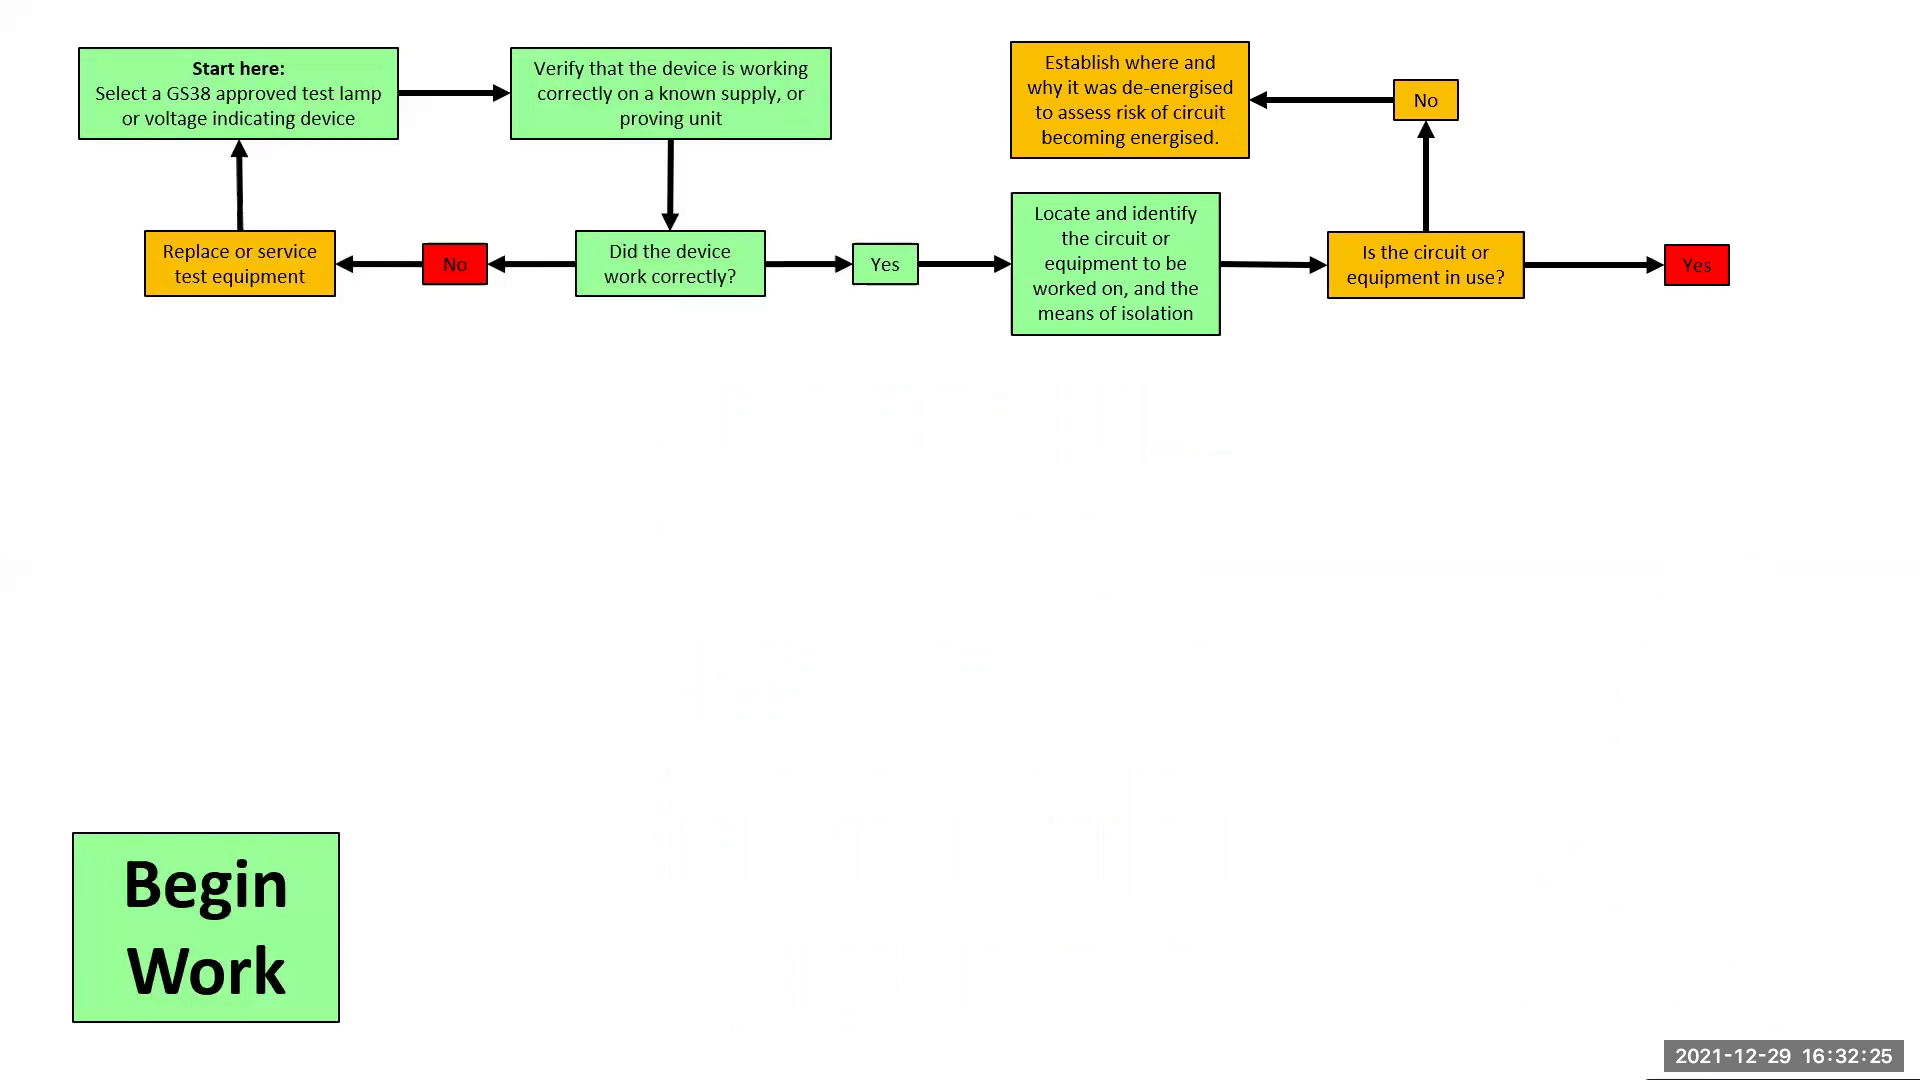 Start here:
Select a GS38 approved test lamp
or voltage indicating device
Verify that the device is working
correctly on a known supply, or
proving unit
Establish where and
why it was de-energised
to assess risk of circuit
becoming energised.
No
Replace or service
test equipment
No
Did the device
work correctly?
Yes
Locate and identify
the circuit or
equipment to be
worked on, and the
means of isolation
Is the circuit or
equipment in use?
Yes
Begin
Work
2021-12-29 16:32:25